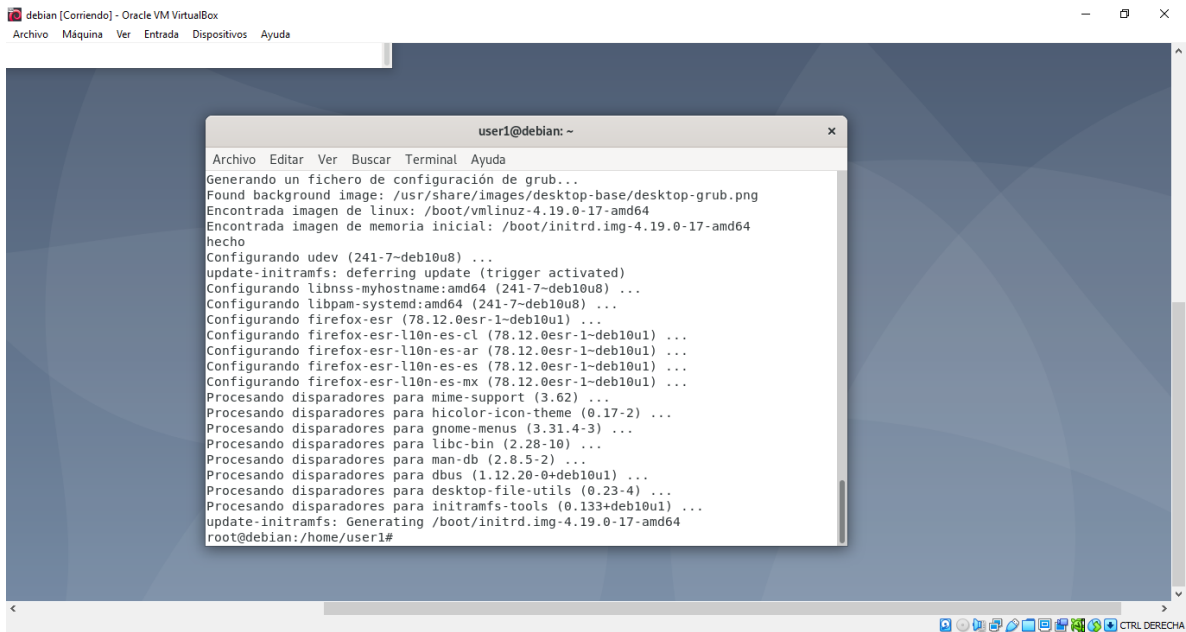 debian [Corriendo] - Oracle VM VirtualBox
Archivo Máquina Ver Entrada Dispositivos Ayuda
user1@debian: ~
Archivo Editar Ver Buscar Terminal Ayuda
Generando un fichero de configuración de grub...
Found background image: /usr/share/images/desktop-base/desktop-grub.png
Encontrada imagen de linux: /boot/vmlinuz-4.19.0-17-amd64
Encontrada imagen de memoria inicial: /boot/initrd.img-4.19.0-17-amd64
hecho
Configurando udev (241-7~deb10u8) ...
update-initramfs: deferring update (trigger activated)
Configurando libnss-myhostname:amd64 (241-7~deb10u8) ...
Configurando libpam-systemd:amd64 (241-7~deb10u8) ...
Configurando firefox-esr (78.12.0esr-1~deb10u1) ...
Configurando firefox-esr-l10n-es-cl (78.12.0esr-1~deb10u1) ...
Configurando firefox-esr-l10n-es-ar (78.12.0esr-1~deb10u1) ...
Configurando firefox-esr-l10n-es-es (78.12.0esr-1~deb10u1) ...
Configurando firefox-esr-l10n-es-mx (78.12.0esr-1~deb10u1) ...
Procesando disparadores para mime-support (3.62) ...
Procesando disparadores para hicolor-icon-theme (0.17-2) ...
Procesando disparadores para gnome-menus (3.31.4-3) ...
Procesando disparadores para libc-bin (2.28-10) ...
Procesando disparadores para man-db (2.8.5-2) ...
Procesando disparadores para dbus (1.12.20-0+deb10u1) ...
Procesando disparadores para desktop-file-utils (0.23-4) ...
Procesando disparadores para initramfs-tools (0.133+deb10u1) ...
update-initramfs: Generating /boot/initrd.img-4.19.0-17-amd64
root@debian:/home/user1#
CTRL DERECHA